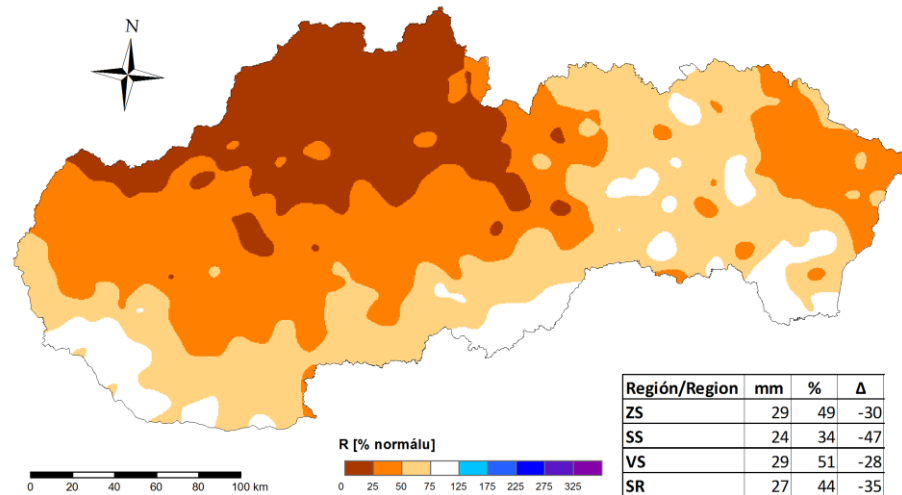 N
Región/Region mm % Δ
ZS 29 49 -30
SS 24 34 -47
VS 29 51 -28
SR 27 44 -35
R [% normálu]
0 25 50 75 125 175 225 275 325
0 20 40 60 80 100 km